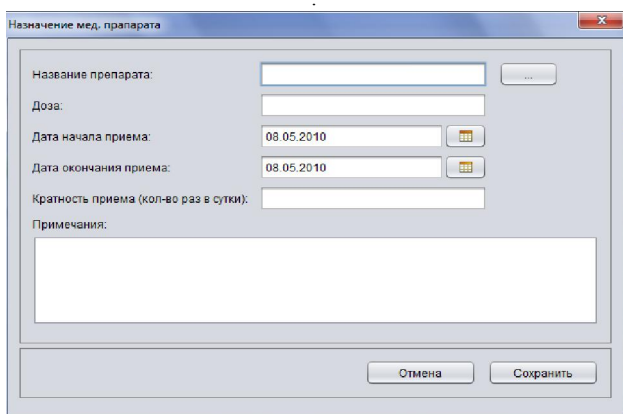 Назначение мед. прапарата
Название препарата: ...
Доза:
Дата начала приема: 08.05.2010
Дата окончания приема: 08.05.2010
Кратность приема (кол-во раз в сутки):
Примечания:
Отмена Сохранить